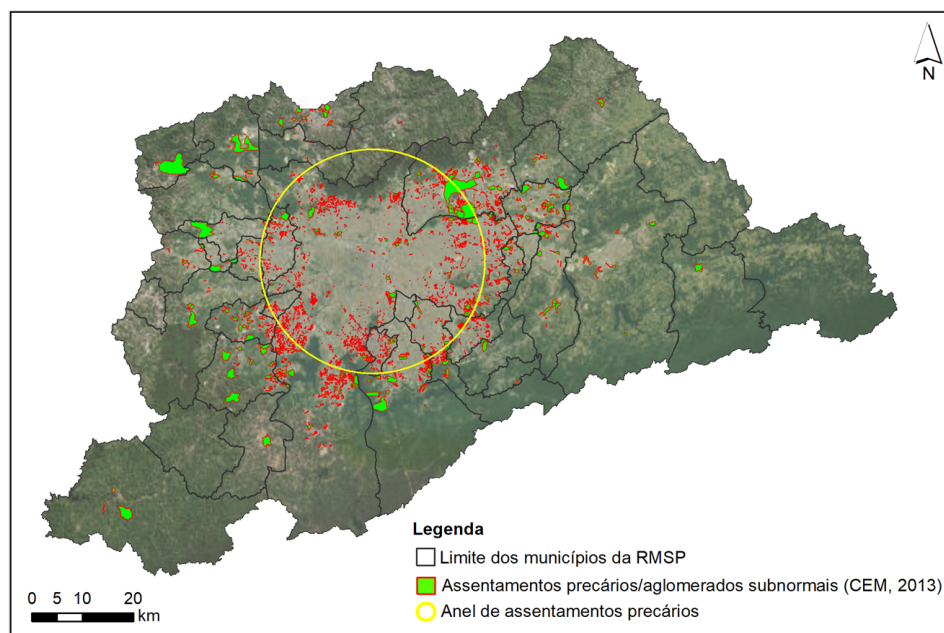 N
Legenda
Limite dos municípios da RMSP
Assentamentos precários/aglomerados subnormais (CEM, 2013)
Anel de assentamentos precários
0 5 10 20
km